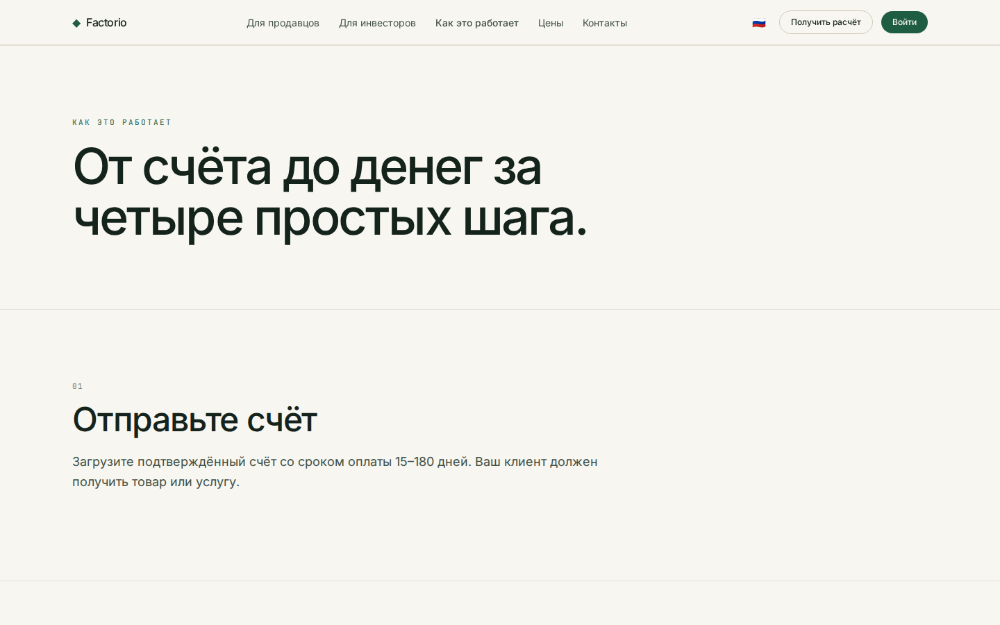 Factorio
Для продавцов
Для инвесторов
Как это работает
Цены
Контакты
Получить расчёт
Войти
КАК ЭТО РАБОТАЕТ
От счёта до денег за
четыре простых шага.
01
Отправьте счёт
Загрузите подтверждённый счёт со сроком оплаты 15–180 дней. Ваш клиент должен
получить товар или услугу.